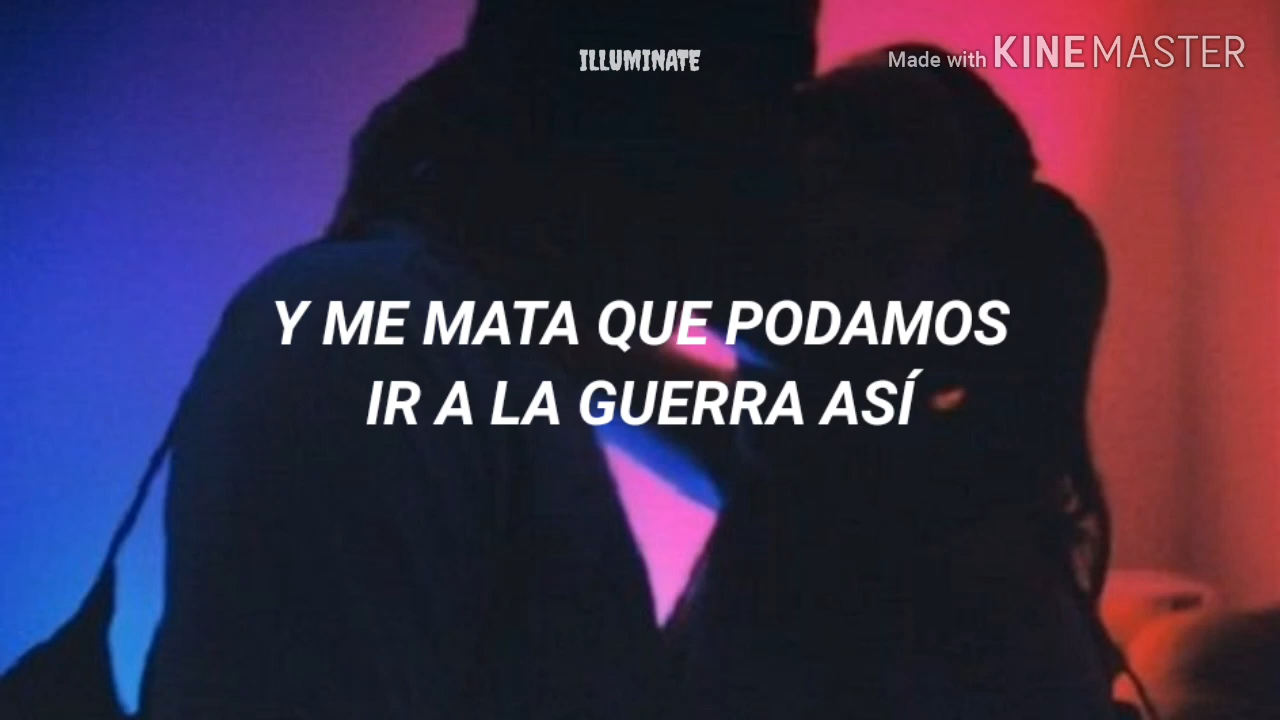 ILLUMINATE
Made with KINEMASTER
Y ME MATA QUE PODAMOS
IR A LA GUERRA ASÍ